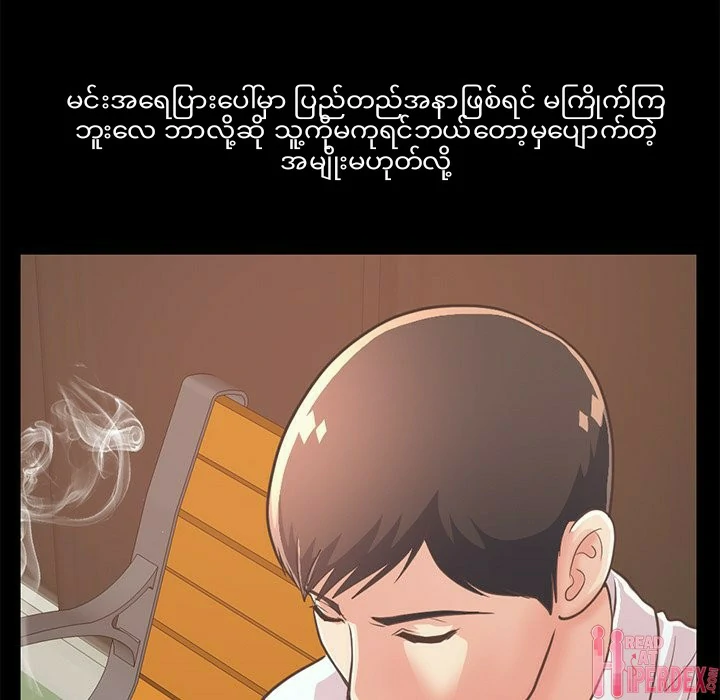 မင်းအရေပြားပေါ်မှာ ပြည်တည်အနာဖြစ်ရင် မကြိုက်ကြ
ဘူးလေ ဘာလို့ဆို သူ့ကိုမကုရင်ဘယ်တော့မှပျောက်တဲ့
အမျိုးမဟုတ်လို့
READ
AT
HIPERDEX.COM